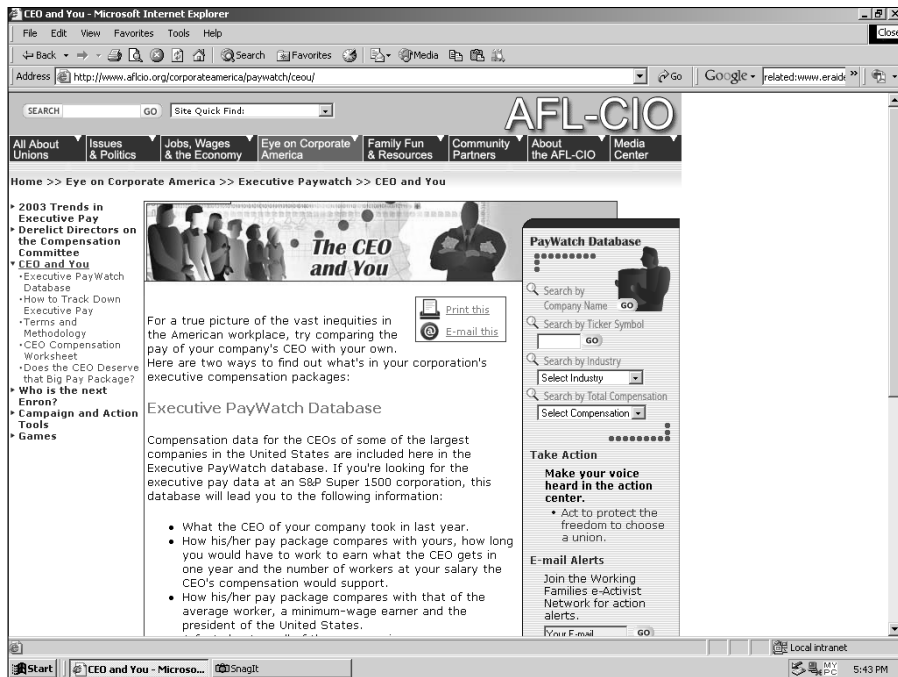 CEO and You - Microsoft Internet Explorer
File Edit View Favorites Tools Help
Close
Back Search Favorites Media
Address http://www.aflcio.org/corporateamerica/paywatch/ceou/ Go Google related:www.eraide »
SEARCH GO Site Quick Find:
AFL-CIO
All About Unions
Issues & Politics
Jobs, Wages & the Economy
Eye on Corporate America
Family Fun & Resources
Community Partners
About the AFL-CIO
Media Center
Home >> Eye on Corporate America >> Executive Paywatch >> CEO and You
2003 Trends in
Executive Pay
Derelict Directors on
the Compensation
Committee
CEO and You
•Executive PayWatch
Database
•How to Track Down
Executive Pay
•Terms and
Methodology
•CEO Compensation
Worksheet
•Does the CEO Deserve
that Big Pay Package?
Who is the next
Enron?
Campaign and Action
Tools
Games
The CEO
and You
Print this
E-mail this
For a true picture of the vast inequities in
the American workplace, try comparing the
pay of your company's CEO with your own.
Here are two ways to find out what's in your corporation's
executive compensation packages:
Executive PayWatch Database
Compensation data for the CEOs of some of the largest
companies in the United States are included here in the
Executive PayWatch database. If you're looking for the
executive pay data at an S&P Super 1500 corporation, this
database will lead you to the following information:
• What the CEO of your company took in last year.
• How his/her pay package compares with yours, how long
you would have to work to earn what the CEO gets in
one year and the number of workers at your salary the
CEO's compensation would support.
• How his/her pay package compares with that of the
average worker, a minimum-wage earner and the
president of the United States.
PayWatch Database
Search by
Company Name GO
Search by Ticker Symbol
GO
Search by Industry
Select Industry
Search by Total Compensation
Select Compensation
Take Action
Make your voice
heard in the action
center.
• Act to protect the
freedom to choose
a union.
E-mail Alerts
Join the Working
Families e-Activist
Network for action
alerts.
Your E-mail GO
Local intranet
Start CEO and You - Microso... SnagIt MY PC 5:43 PM